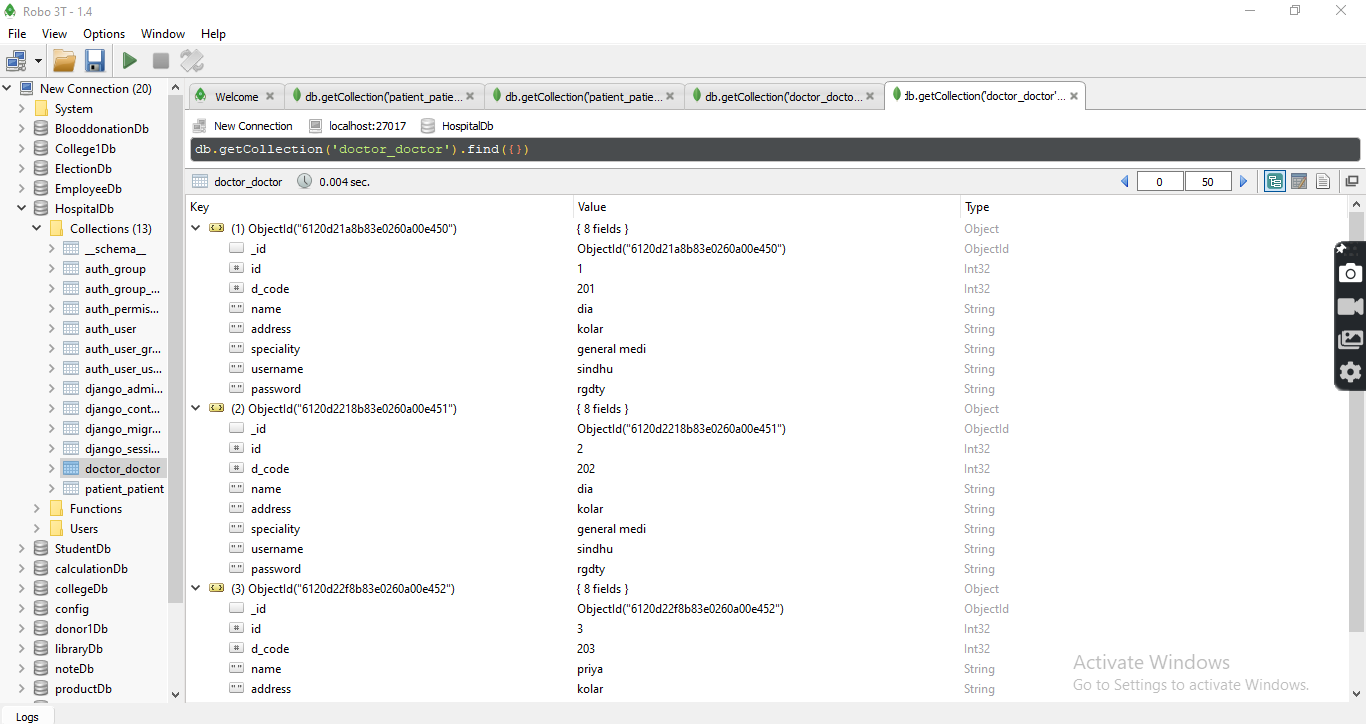 Robo 3T - 1.4
File View Options Window Help
Welcome
db.getCollection('patient_patie...
db.getCollection('patient_patie...
db.getCollection('doctor_docto...
db.getCollection('doctor_doctor'...
New Connection localhost:27017 HospitalDb
db.getCollection('doctor_doctor').find({})
doctor_doctor 0.004 sec. 0 50
New Connection (20)
System
BlooddonationDb
College1Db
ElectionDb
EmployeeDb
HospitalDb
Collections (13)
__schema__
auth_group
auth_group_...
auth_permis...
auth_user
auth_user_gr...
auth_user_us...
django_admi...
django_cont...
django_migr...
django_sessi...
doctor_doctor
patient_patient
Functions
Users
StudentDb
calculationDb
collegeDb
config
donor1Db
libraryDb
noteDb
productDb
Key Value Type
(1) ObjectId("6120d21a8b83e0260a00e450") { 8 fields } Object
_id ObjectId("6120d21a8b83e0260a00e450") ObjectId
id 1 Int32
d_code 201 Int32
name dia String
address kolar String
speciality general medi String
username sindhu String
password rgdty String
(2) ObjectId("6120d2218b83e0260a00e451") { 8 fields } Object
_id ObjectId("6120d2218b83e0260a00e451") ObjectId
id 2 Int32
d_code 202 Int32
name dia String
address kolar String
speciality general medi String
username sindhu String
password rgdty String
(3) ObjectId("6120d22f8b83e0260a00e452") { 8 fields } Object
_id ObjectId("6120d22f8b83e0260a00e452") ObjectId
id 3 Int32
d_code 203 Int32
name priya String
address kolar String
Activate Windows
Go to Settings to activate Windows.
Logs